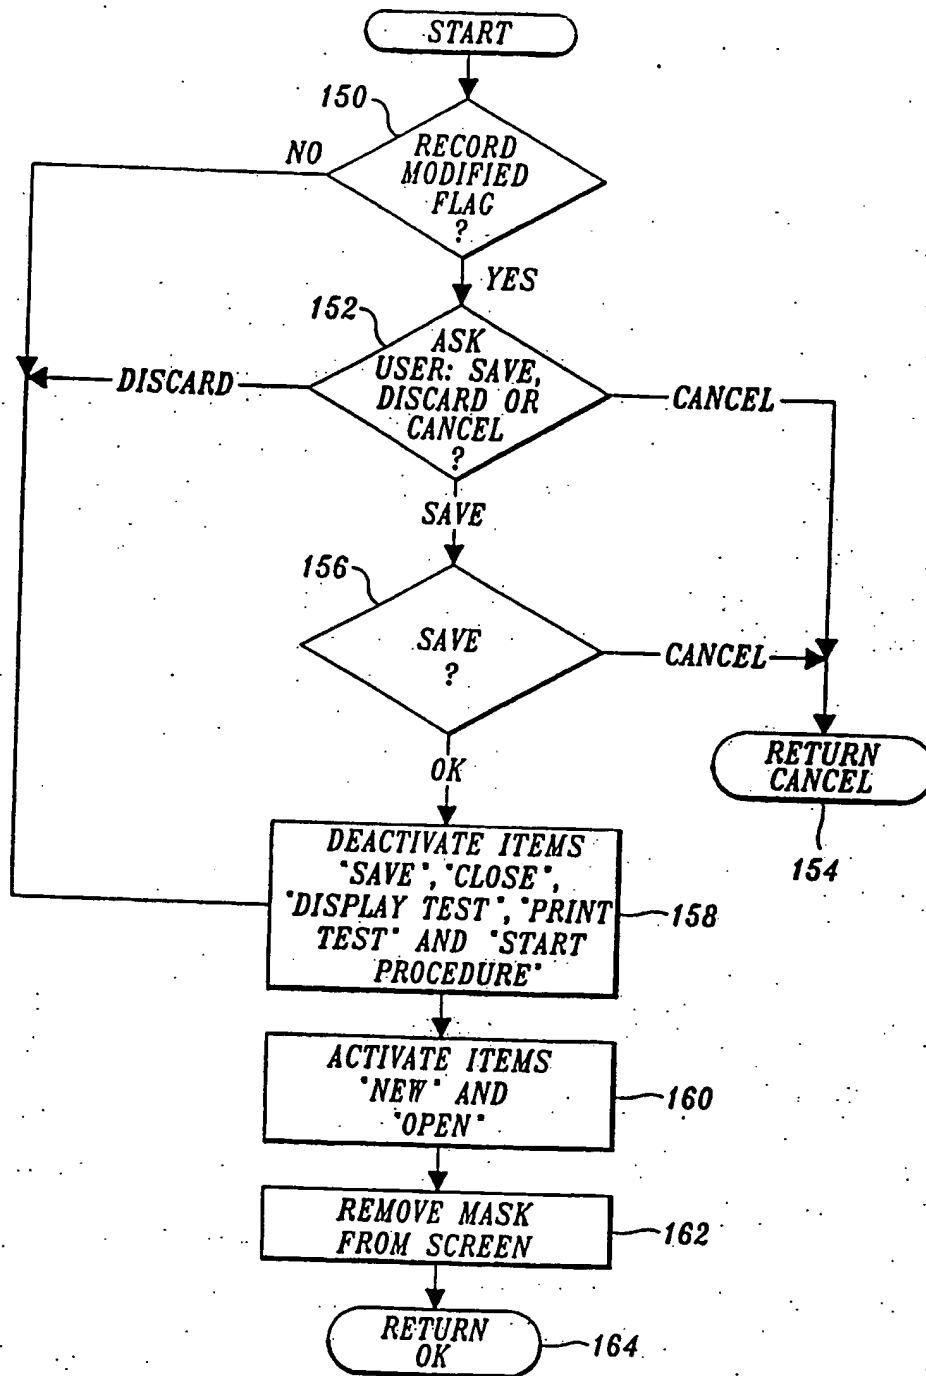 START
150
RECORD
MODIFIED
FLAG
?
NO
YES
152
ASK
USER: SAVE,
DISCARD OR
CANCEL
?
DISCARD
CANCEL
SAVE
156
SAVE
?
CANCEL
RETURN
CANCEL
154
OK
DEACTIVATE ITEMS
"SAVE", "CLOSE",
"DISPLAY TEST", "PRINT
TEST" AND "START
PROCEDURE"
158
ACTIVATE ITEMS
"NEW" AND
"OPEN"
160
REMOVE MASK
FROM SCREEN
162
RETURN
OK
164